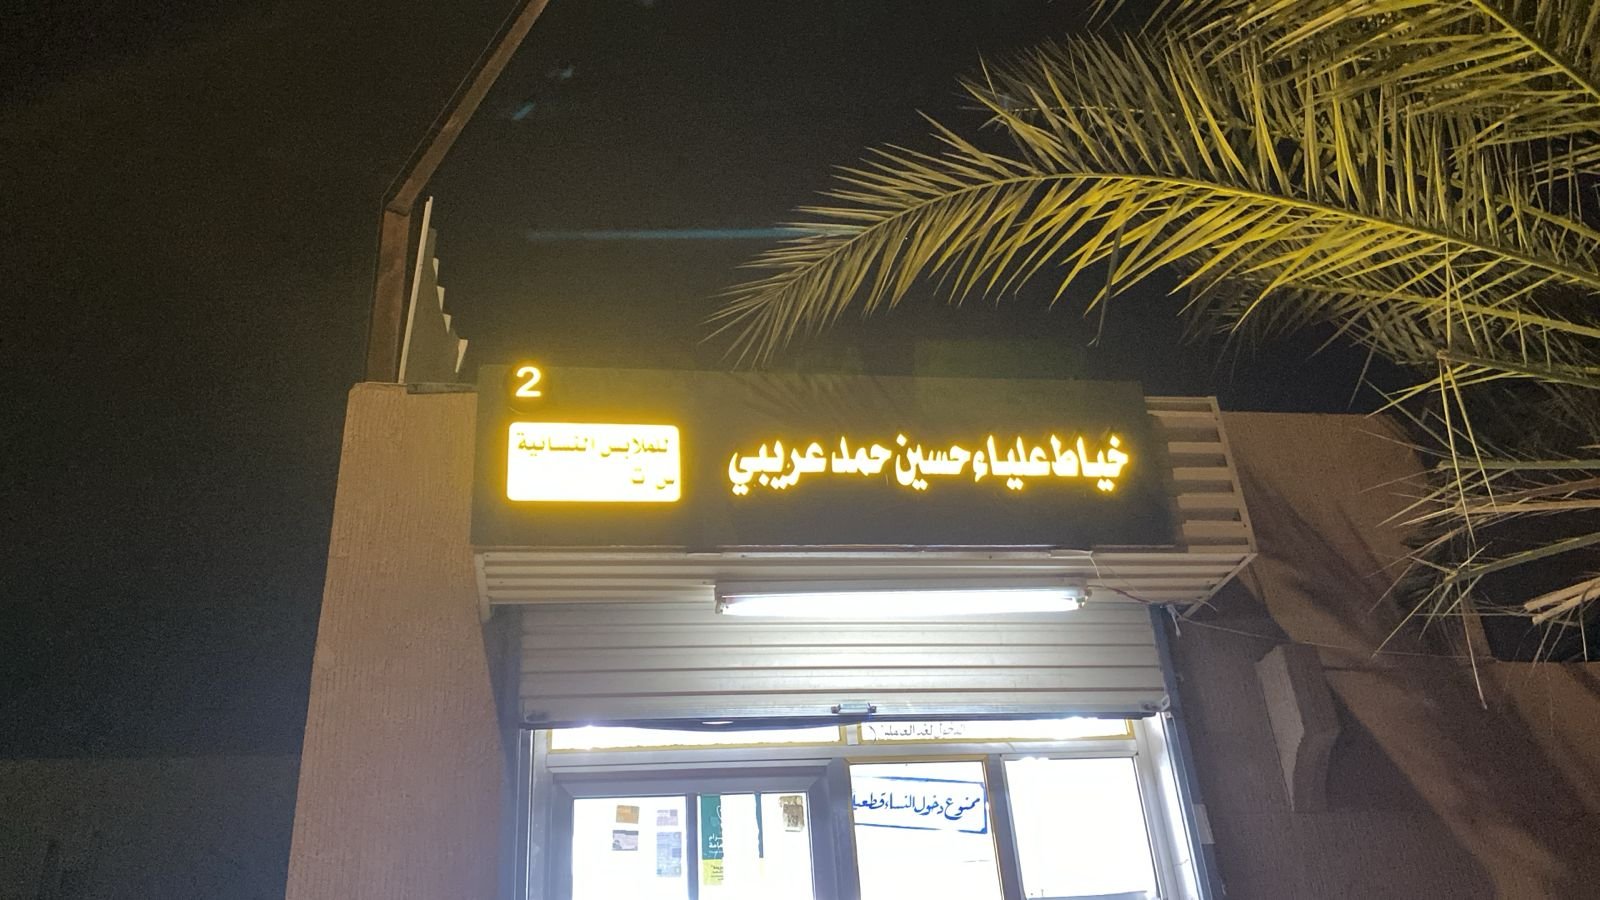 خياط علياء حسين حمد عريبي
2
للملابس النسائية
س ت
ممنوع دخول النساء قطعيا